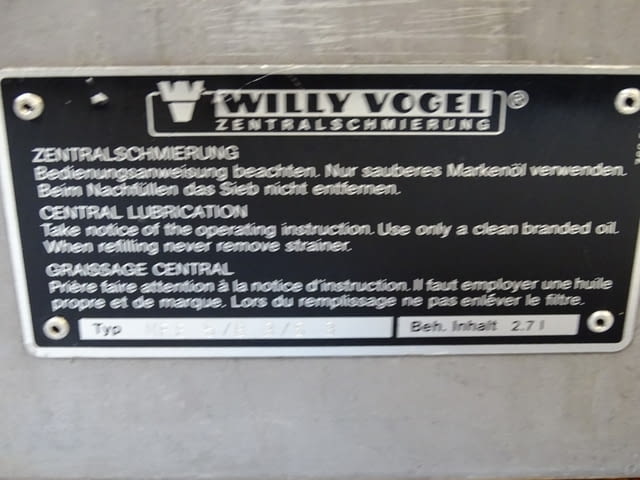 WILLY VOGEL ®
ZENTRALSCHMIERUNG
ZENTRALSCHMIERUNG
Bedienungsanweisung beachten. Nur sauberes Markenöl verwenden.
Beim Nachfüllen das Sieb nicht entfernen.
CENTRAL LUBRICATION
Take notice of the operating instruction. Use only a clean branded oil.
When refilling never remove strainer.
GRAISSAGE CENTRAL
Prière faire attention à la notice d'instruction. Il faut employer une huile
propre et de marque. Lors du remplissage ne pas enléver le filtre.
Typ
Beh. Inhalt 2.7 l